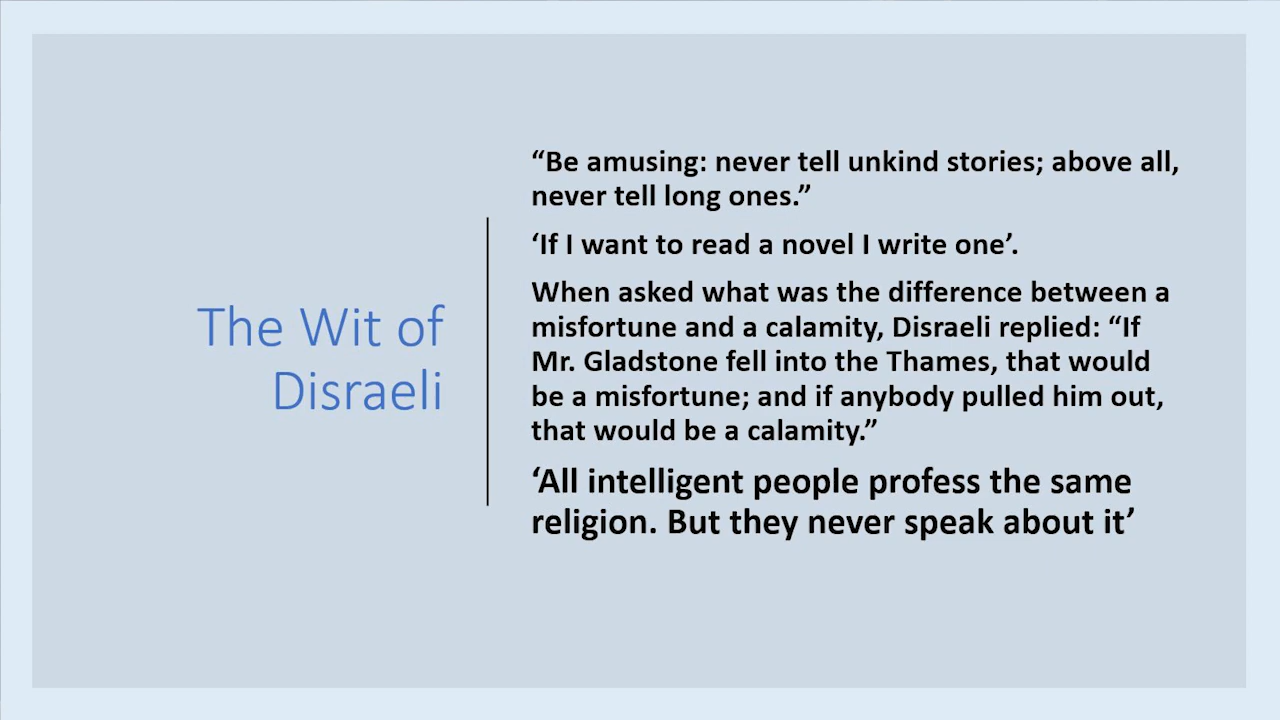 The Wit of
Disraeli
“Be amusing: never tell unkind stories; above all,
never tell long ones.”
‘If I want to read a novel I write one’.
When asked what was the difference between a
misfortune and a calamity, Disraeli replied: “If
Mr. Gladstone fell into the Thames, that would
be a misfortune; and if anybody pulled him out,
that would be a calamity.”
‘All intelligent people profess the same
religion. But they never speak about it’